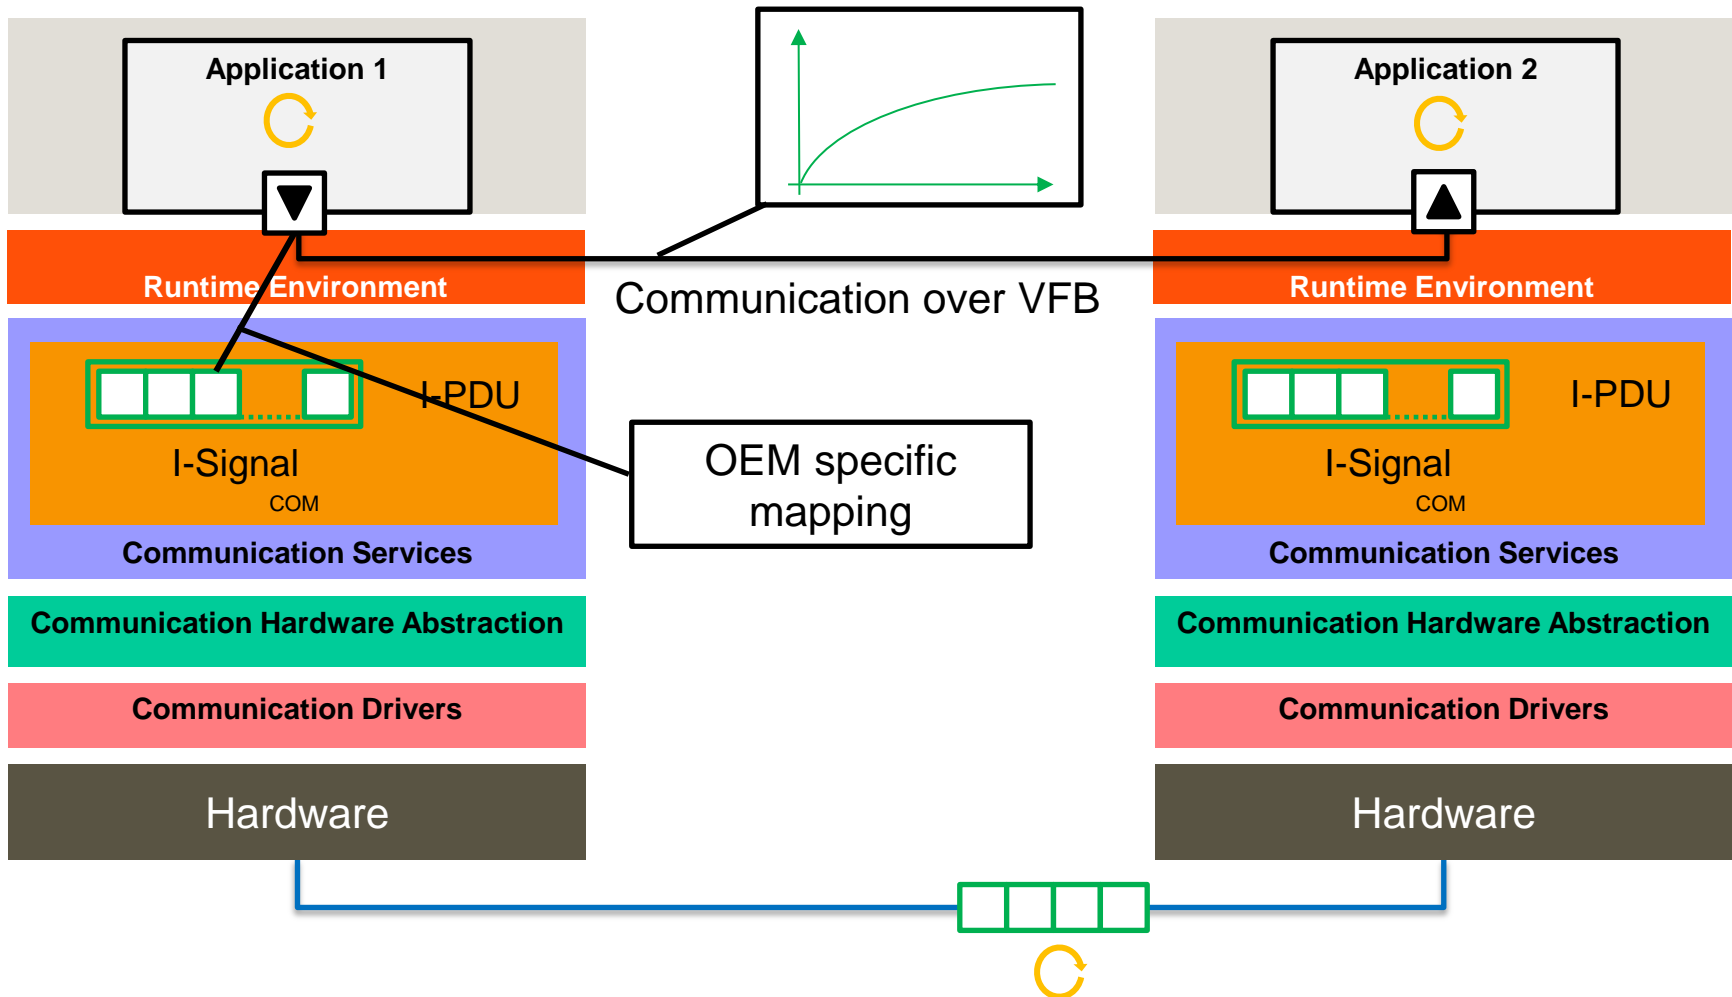 Application 1
Application 2
Runtime Environment
Communication over VFB
Runtime Environment
I-PDU
I-Signal
COM
Communication Services
OEM specific
mapping
I-PDU
I-Signal
COM
Communication Services
Communication Hardware Abstraction
Communication Hardware Abstraction
Communication Drivers
Communication Drivers
Hardware
Hardware